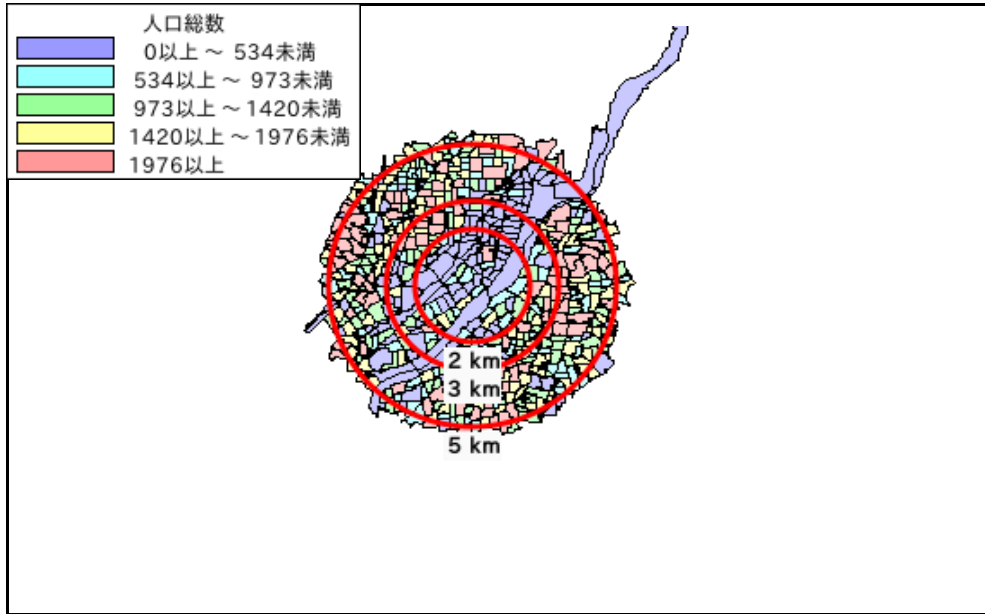 人口総数
0以上 ～ 534未満
534以上 ～ 973未満
973以上 ～ 1420未満
1420以上 ～ 1976未満
1976以上
2 km
3 km
5 km